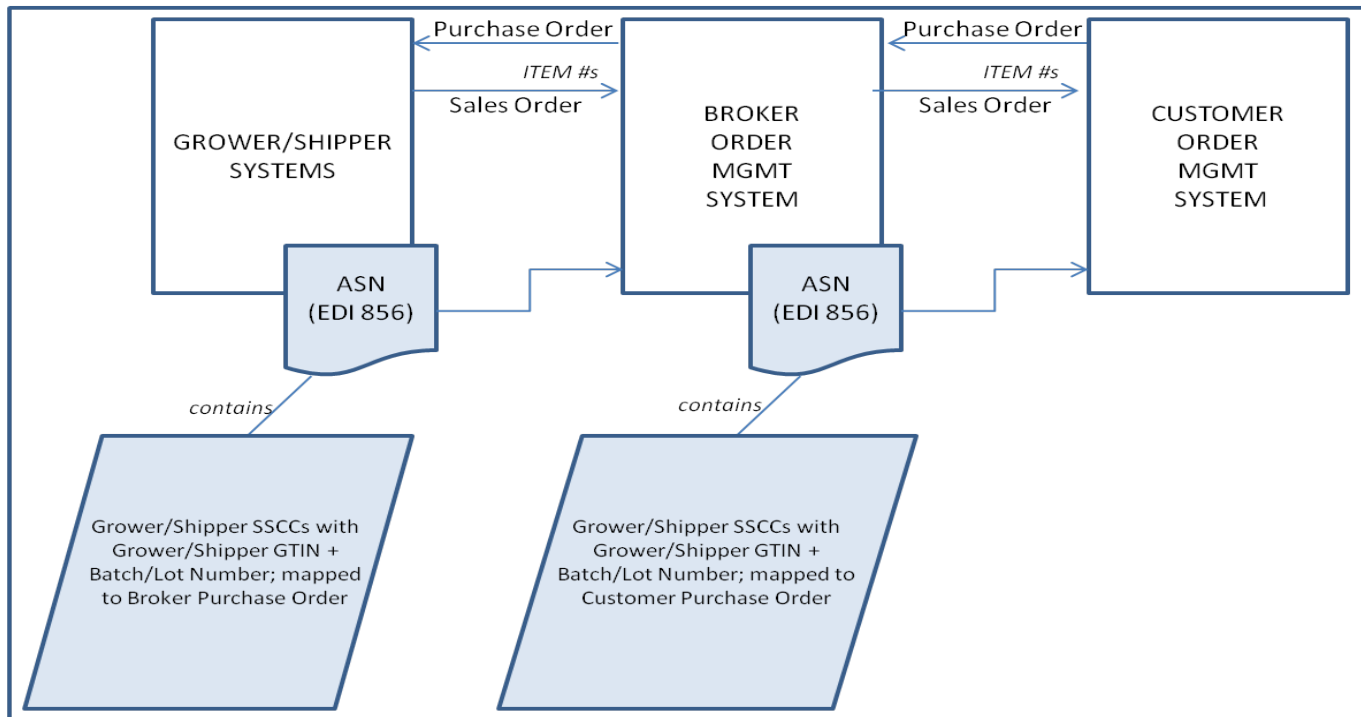 Purchase Order
Purchase Order
ITEM #s
ITEM #s
Sales Order
Sales Order
GROWER/SHIPPER
SYSTEMS
BROKER
ORDER
MGMT
SYSTEM
CUSTOMER
ORDER
MGMT
SYSTEM
ASN
(EDI 856)
ASN
(EDI 856)
contains
contains
Grower/Shipper SSCCs with
Grower/Shipper GTIN +
Batch/Lot Number; mapped
to Broker Purchase Order
Grower/Shipper SSCCs with
Grower/Shipper GTIN +
Batch/Lot Number; mapped to
Customer Purchase Order